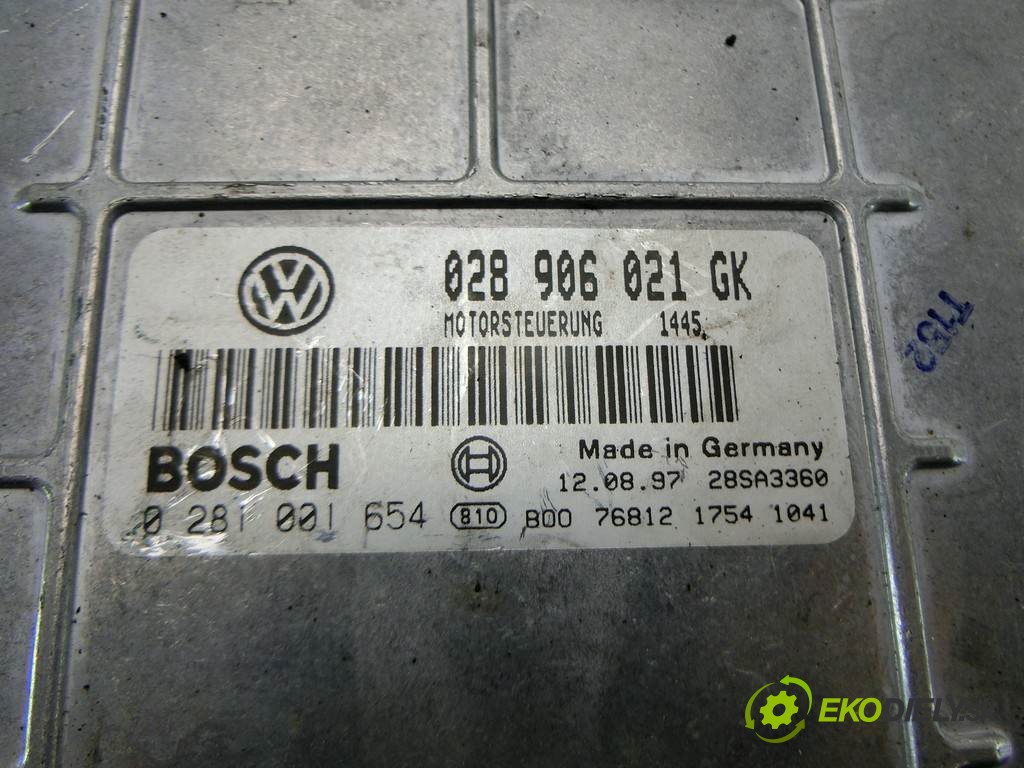 028 906 021 GK
MOTORSTEUERUNG 1445
BOSCH
Made in Germany
12.08.97 28SA3360
0 281 001 654 810 B00 76812 1754 1041
EKODIELY.SK